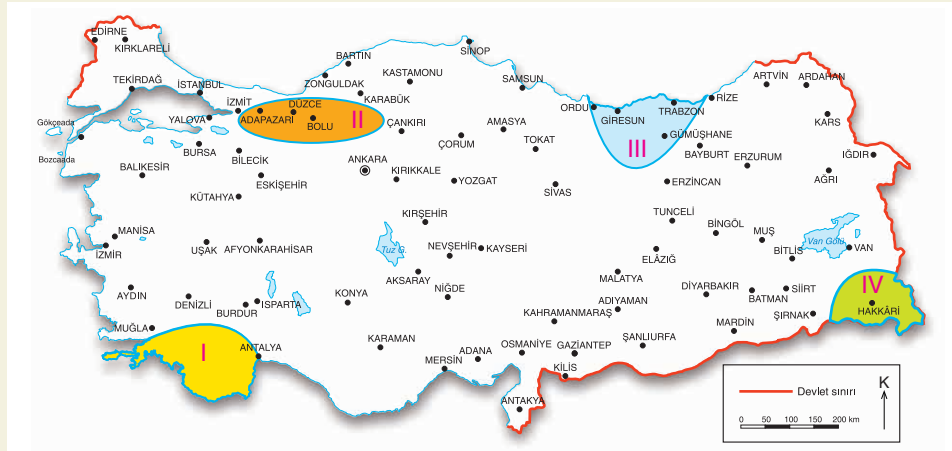 EDİRNE
KIRKLARELİ
TEKİRDAĞ
İSTANBUL
Gökçeada
Bozcaada
YALOVA
İZMİT
ADAPAZARI
DÜZCE
BOLU
II
BARTIN
ZONGULDAK
KARABÜK
KASTAMONU
SİNOP
SAMSUN
ÇANKIRI
ÇORUM
AMASYA
TOKAT
ORDU
GİRESUN
TRABZON
GÜMÜŞHANE
III
RİZE
ARTVİN
ARDAHAN
KARS
IĞDIR
BAYBURT
ERZURUM
AĞRI
ERZİNCAN
BURSA
BİLECİK
BALIKESİR
ESKİŞEHİR
KÜTAHYA
ANKARA
KIRIKKALE
YOZGAT
SİVAS
KIRŞEHİR
TUNCELİ
BİNGÖL
MUŞ
BİTLİS
Van Gölü
VAN
MANİSA
İZMİR
UŞAK
AFYONKARAHİSAR
Tuz G.
NEVŞEHİR
KAYSERİ
ELAZIĞ
MALATYA
AKSARAY
NİĞDE
AYDIN
DENİZLİ
BURDUR
ISPARTA
KONYA
ADIYAMAN
KAHRAMANMARAŞ
DİYARBAKIR
BATMAN
SİİRT
ŞIRNAK
MARDİN
IV
HAKKÂRİ
MUĞLA
I
ANTALYA
KARAMAN
MERSİN
ADANA
OSMANİYE
GAZİANTEP
KİLİS
ŞANLIURFA
ANTAKYA
Devlet sınırı
K
0 50 100 150 200 km